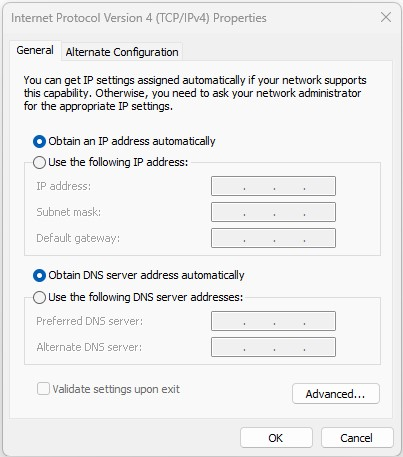 Internet Protocol Version 4 (TCP/IPv4) Properties
General
Alternate Configuration
You can get IP settings assigned automatically if your network supports
this capability. Otherwise, you need to ask your network administrator
for the appropriate IP settings.
Obtain an IP address automatically
Use the following IP address:
IP address:
Subnet mask:
Default gateway:
Obtain DNS server address automatically
Use the following DNS server addresses:
Preferred DNS server:
Alternate DNS server:
Validate settings upon exit
Advanced...
OK
Cancel